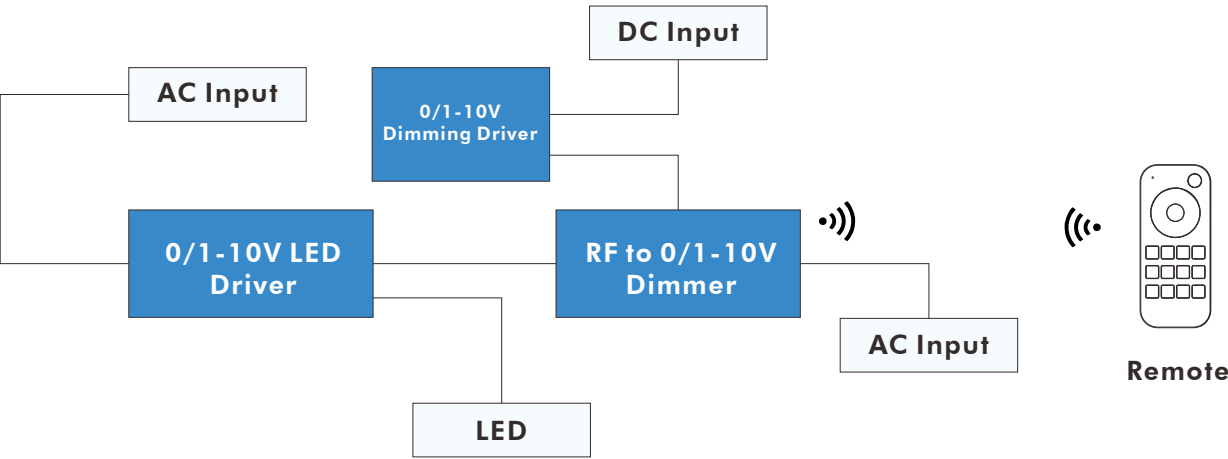 DC Input
AC Input
0/1-10V
Dimming Driver
0/1-10V LED
Driver
RF to 0/1-10V
Dimmer
AC Input
Remote
LED